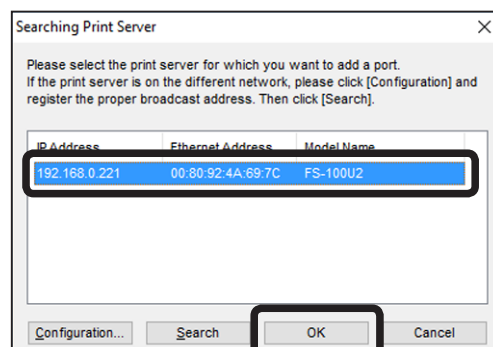 Searching Print Server
Please select the print server for which you want to add a port.
If the print server is on the different network, please click [Configuration] and
register the proper broadcast address. Then click [Search].
IP Address Ethernet Address Model Name
192.168.0.221 00:80:92:4A:69:7C FS-100U2
Configuration... Search OK Cancel